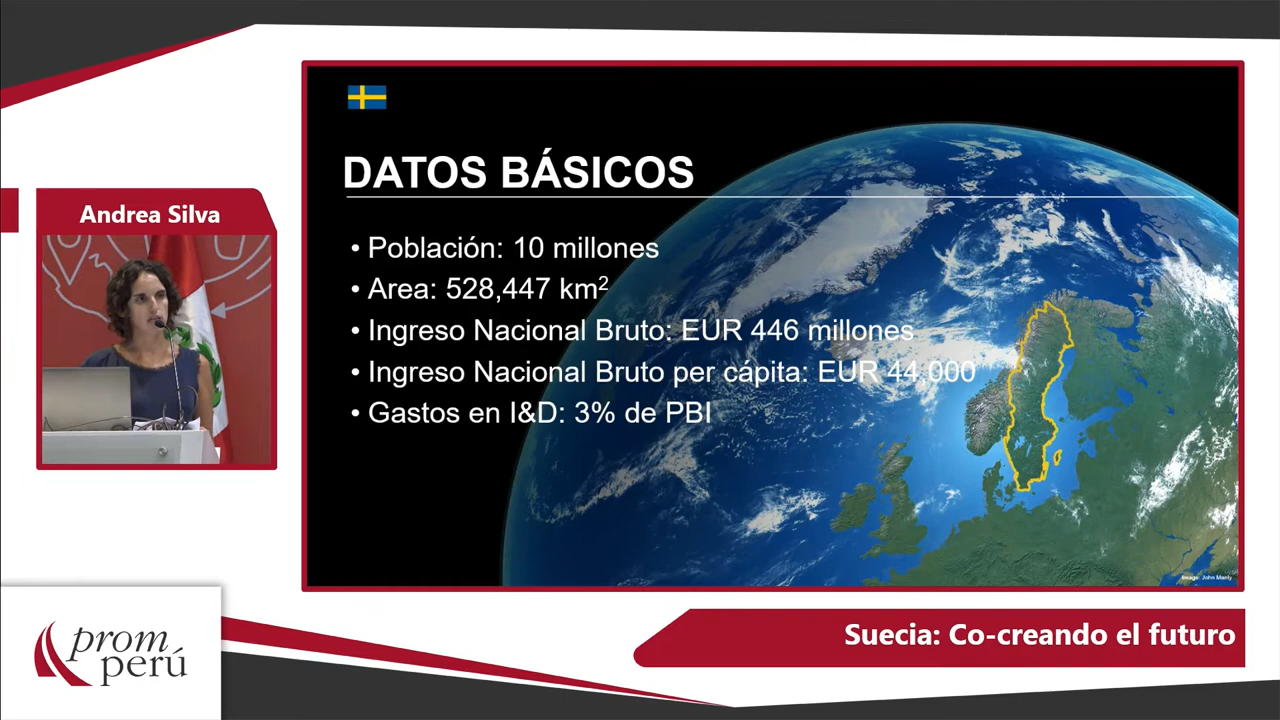 DATOS BÁSICOS
Andrea Silva
• Población: 10 millones
• Area: 528,447 km²
• Ingreso Nacional Bruto: EUR 446 millones
• Ingreso Nacional Bruto per cápita: EUR 44,000
• Gastos en I&D: 3% de PBI
Image: John Manly
Suecia: Co-creando el futuro
prom
perú